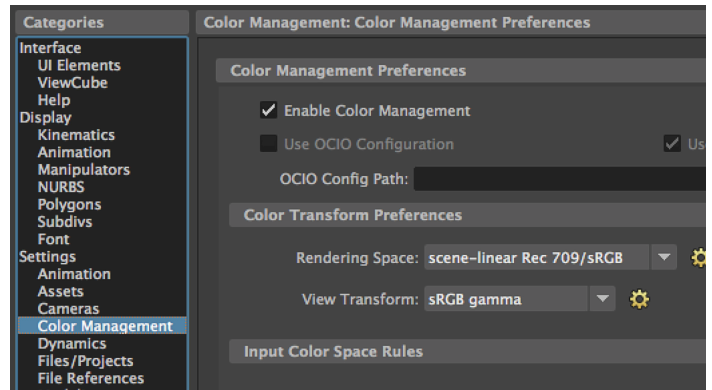 Categories
Interface
UI Elements
ViewCube
Help
Display
Kinematics
Animation
Manipulators
NURBS
Polygons
Subdivs
Font
Settings
Animation
Assets
Cameras
Color Management
Dynamics
Files/Projects
File References
Color Management: Color Management Preferences
Color Management Preferences
Enable Color Management
Use OCIO Configuration
OCIO Config Path:
Color Transform Preferences
Rendering Space: scene-linear Rec 709/sRGB
View Transform: sRGB gamma
Input Color Space Rules